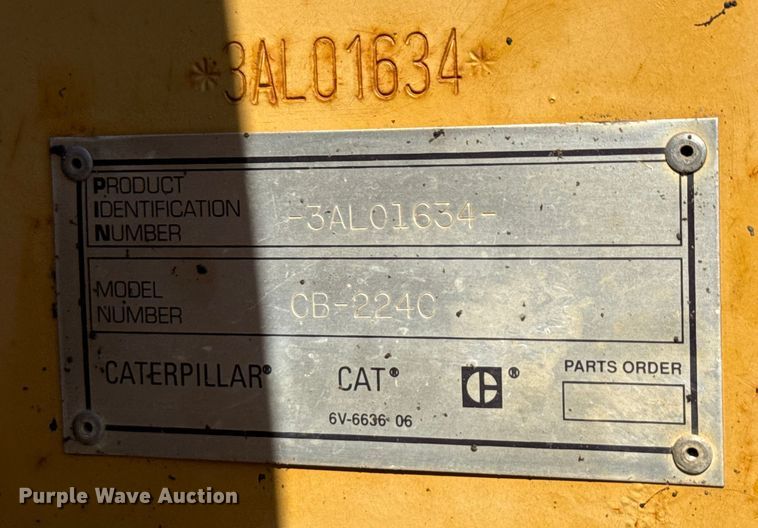 *3AL01634*
PRODUCT
IDENTIFICATION
NUMBER
-3AL01634-
MODEL
NUMBER
CB-224C
CATERPILLAR® CAT® C® PARTS ORDER
6V-6636 06
Purple Wave Auction